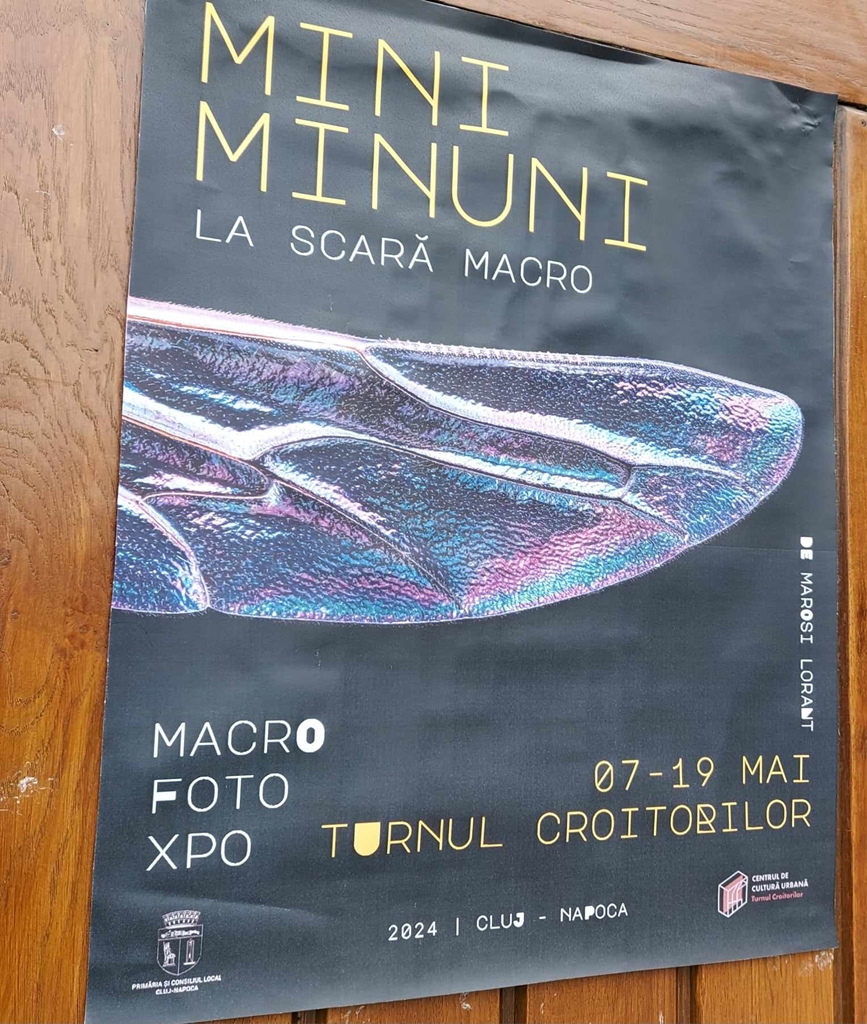 MINI
MINUNI
LA SCARĂ MACRO
DE MAROSI LORANT
MACRO
FOTO
XPO
07-19 MAI
TURNUL CROITORILOR
2024 | CLUJ - NAPOCA
PRIMĂRIA ȘI CONSILIUL LOCAL
CLUJ-NAPOCA
CENTRUL DE
CULTURĂ URBANĂ
Turnul Croitorilor